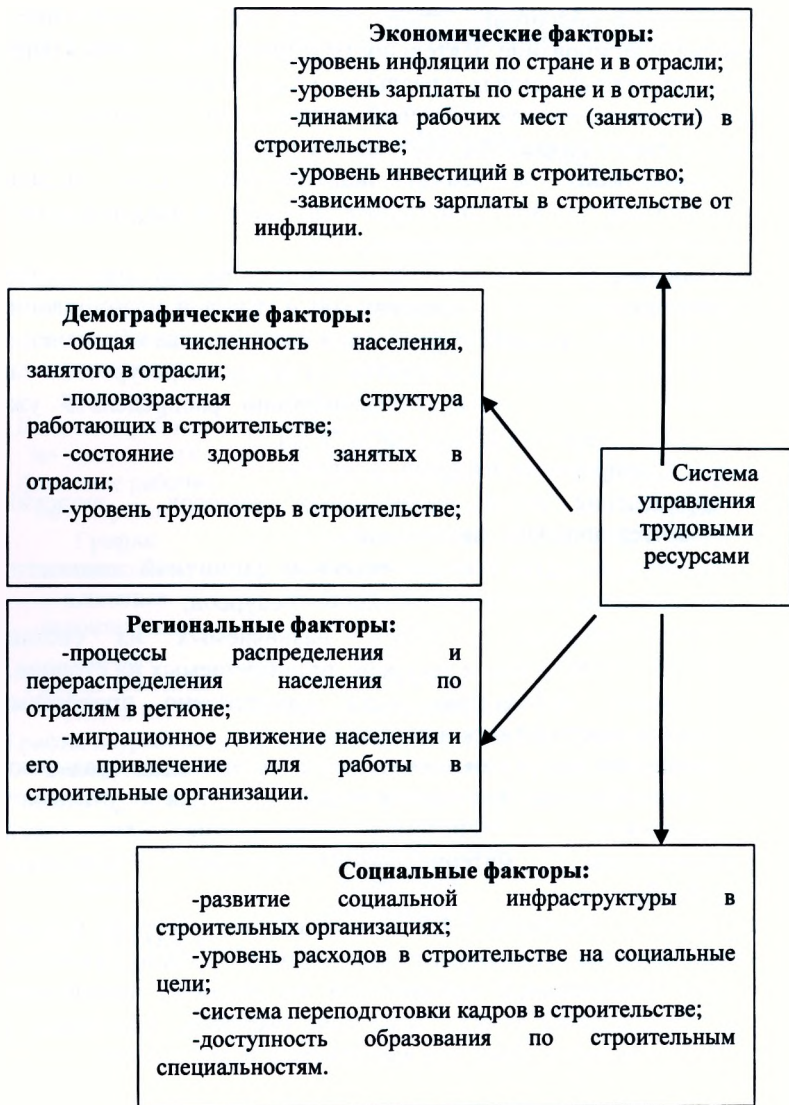 Экономические факторы:
-уровень инфляции по стране и в отрасли;
-уровень зарплаты по стране и в отрасли;
-динамика рабочих мест (занятости) в
строительстве;
-уровень инвестиций в строительство;
-зависимость зарплаты в строительстве от
инфляции.
Демографические факторы:
-общая численность населения,
занятого в отрасли;
-половозрастная структура
работающих в строительстве;
-состояние здоровья занятых в
отрасли;
-уровень трудопотерь в строительстве;
Система
управления
трудовыми
ресурсами
Региональные факторы:
-процессы распределения и
перераспределения населения по
отраслям в регионе;
-миграционное движение населения и
его привлечение для работы в
строительные организации.
Социальные факторы:
-развитие социальной инфраструктуры в
строительных организациях;
-уровень расходов в строительстве на социальные
цели;
-система переподготовки кадров в строительстве;
-доступность образования по строительным
специальностям.